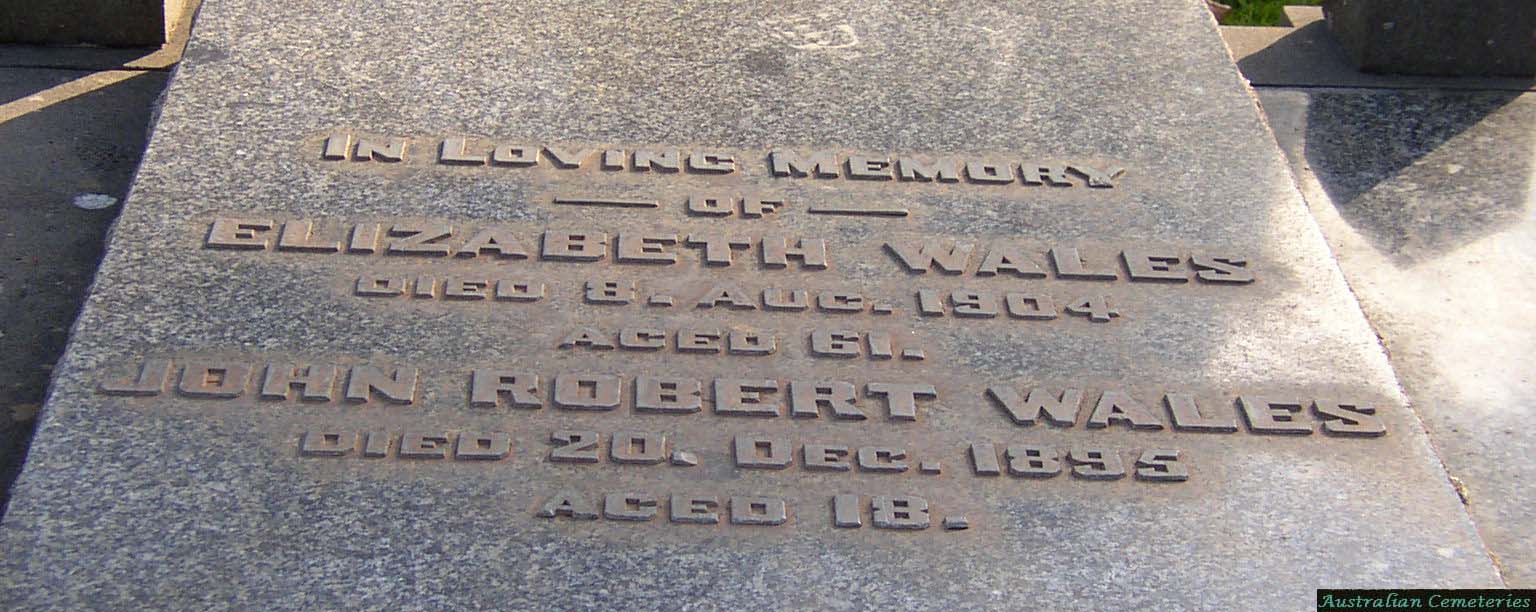 IN LOVING MEMORY
OF
ELIZABETH WALES
DIED 8. AUG. 1904
AGED 61.
JOHN ROBERT WALES
DIED 20. DEC. 1895
AGED 18.
Australian Cemeteries